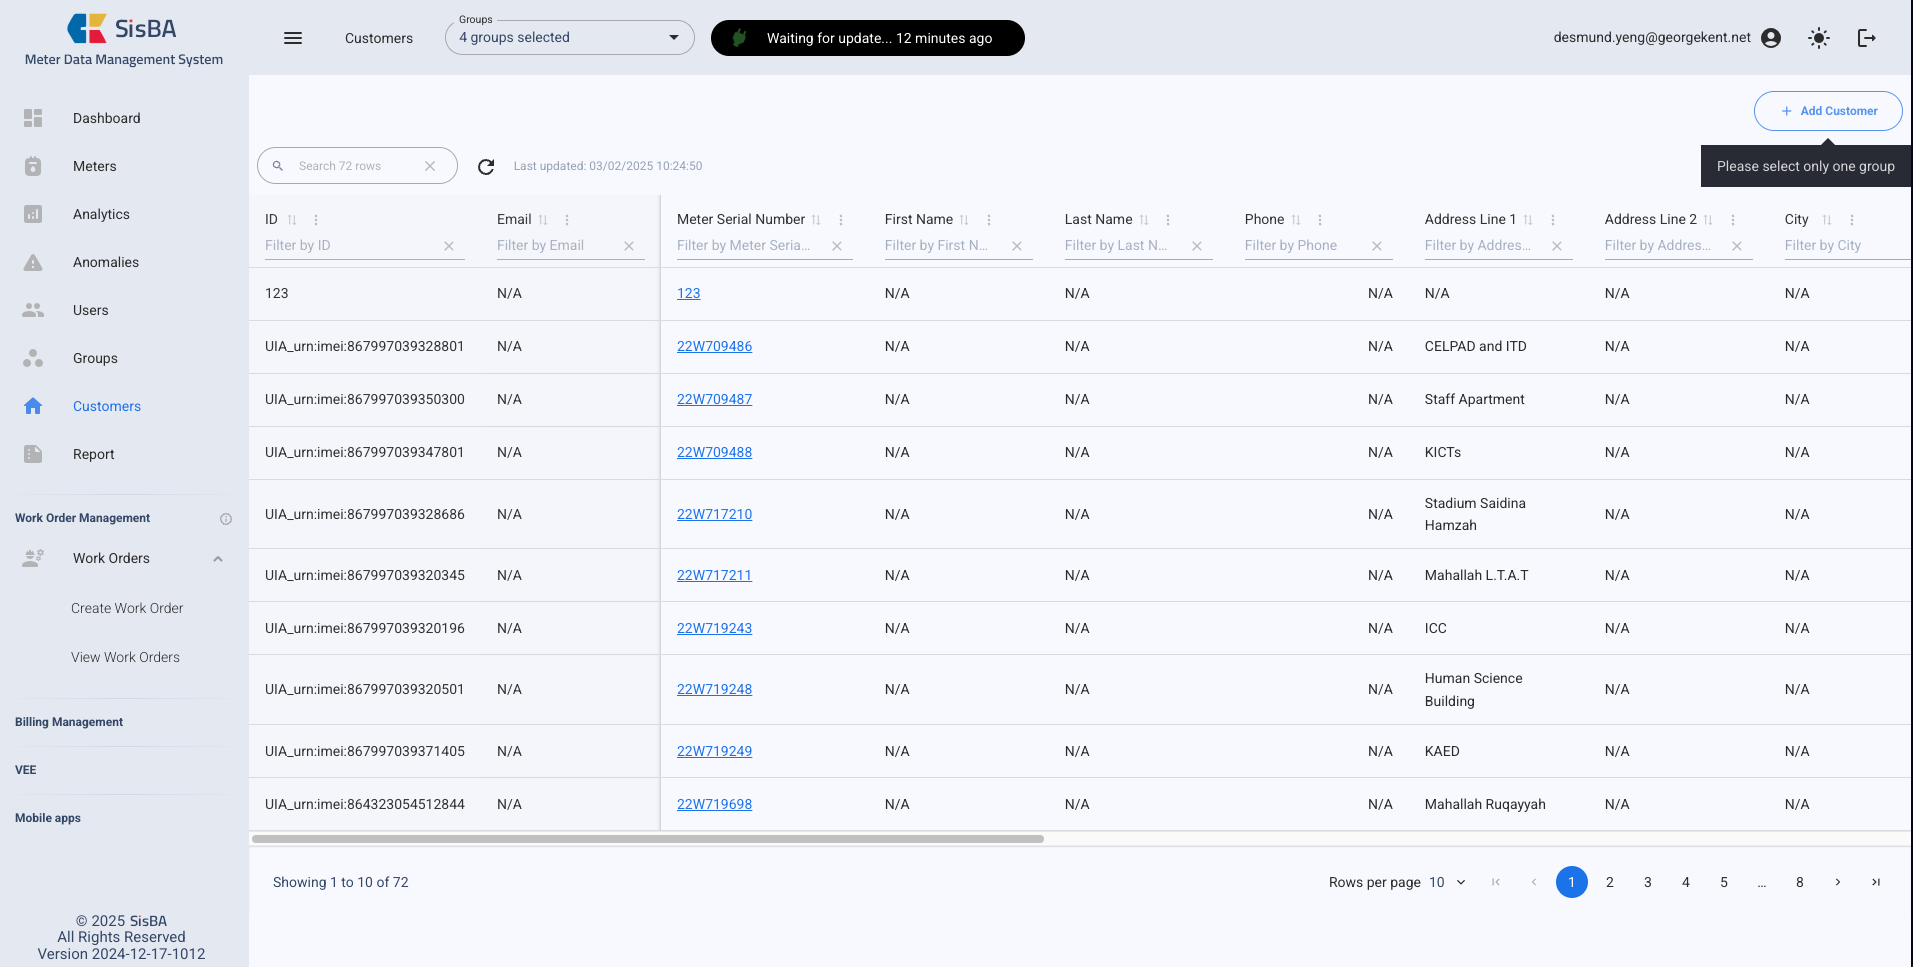 SisBA
Meter Data Management System
Customers
Groups
4 groups selected
Waiting for update... 12 minutes ago
desmund.yeng@georgekent.net
Dashboard
Meters
Analytics
Anomalies
Users
Groups
Customers
Report
Work Order Management
Work Orders
Create Work Order
View Work Orders
Billing Management
VEE
Mobile apps
© 2025 SisBA
All Rights Reserved
Version 2024-12-17-1012
+ Add Customer
Please select only one group
Search 72 rows
Last updated: 03/02/2025 10:24:50
ID Email Meter Serial Number First Name Last Name Phone Address Line 1 Address Line 2 City
Filter by ID Filter by Email Filter by Meter Seria... Filter by First N... Filter by Last N... Filter by Phone Filter by Addres... Filter by Addres... Filter by City
123 N/A 123 N/A N/A N/A N/A N/A N/A
UIA_urn:imei:867997039328801 N/A 22W709486 N/A N/A N/A CELPAD and ITD N/A N/A
UIA_urn:imei:867997039350300 N/A 22W709487 N/A N/A N/A Staff Apartment N/A N/A
UIA_urn:imei:867997039347801 N/A 22W709488 N/A N/A N/A KICTs N/A N/A
UIA_urn:imei:867997039328686 N/A 22W717210 N/A N/A N/A Stadium Saidina
Hamzah N/A N/A
UIA_urn:imei:867997039320345 N/A 22W717211 N/A N/A N/A Mahallah L.T.A.T N/A N/A
UIA_urn:imei:867997039320196 N/A 22W719243 N/A N/A N/A ICC N/A N/A
UIA_urn:imei:867997039320501 N/A 22W719248 N/A N/A N/A Human Science
Building N/A N/A
UIA_urn:imei:867997039371405 N/A 22W719249 N/A N/A N/A KAED N/A N/A
UIA_urn:imei:864323054512844 N/A 22W719698 N/A N/A N/A Mahallah Ruqayyah N/A N/A
Showing 1 to 10 of 72
Rows per page 10 1 2 3 4 5 ... 8